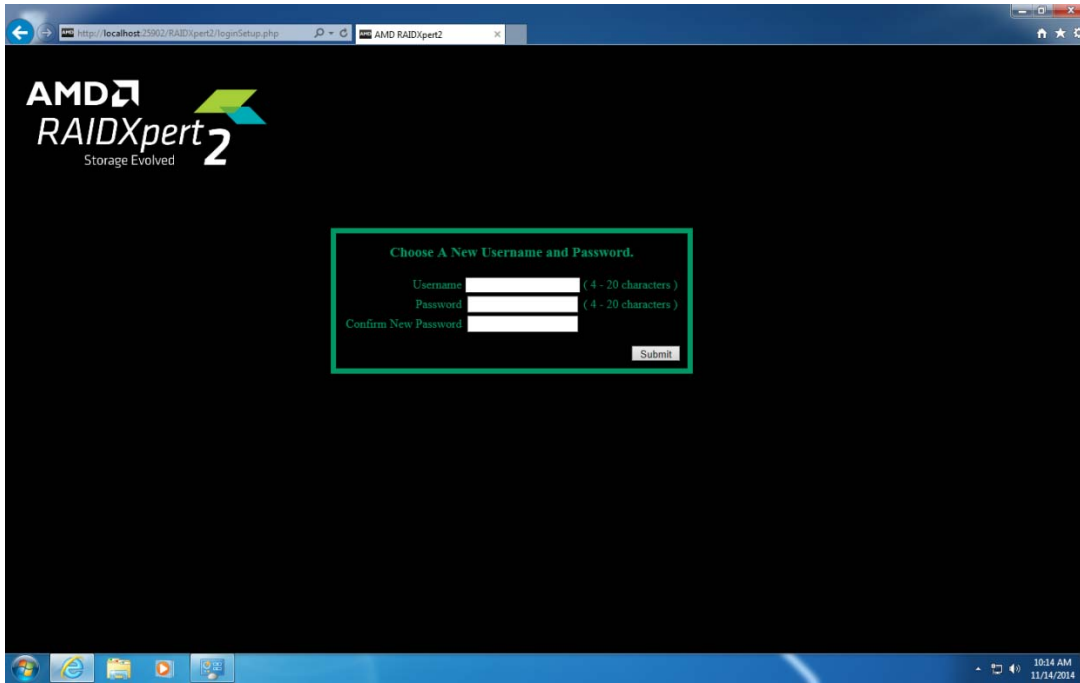 http://localhost:25902/RAIDXpert2/loginSetup.php
AMD AMD RAIDXpert2
AMD
RAIDXpert2
Storage Evolved
Choose A New Username and Password.
Username ( 4 - 20 characters )
Password ( 4 - 20 characters )
Confirm New Password
Submit
10:14 AM
11/14/2014